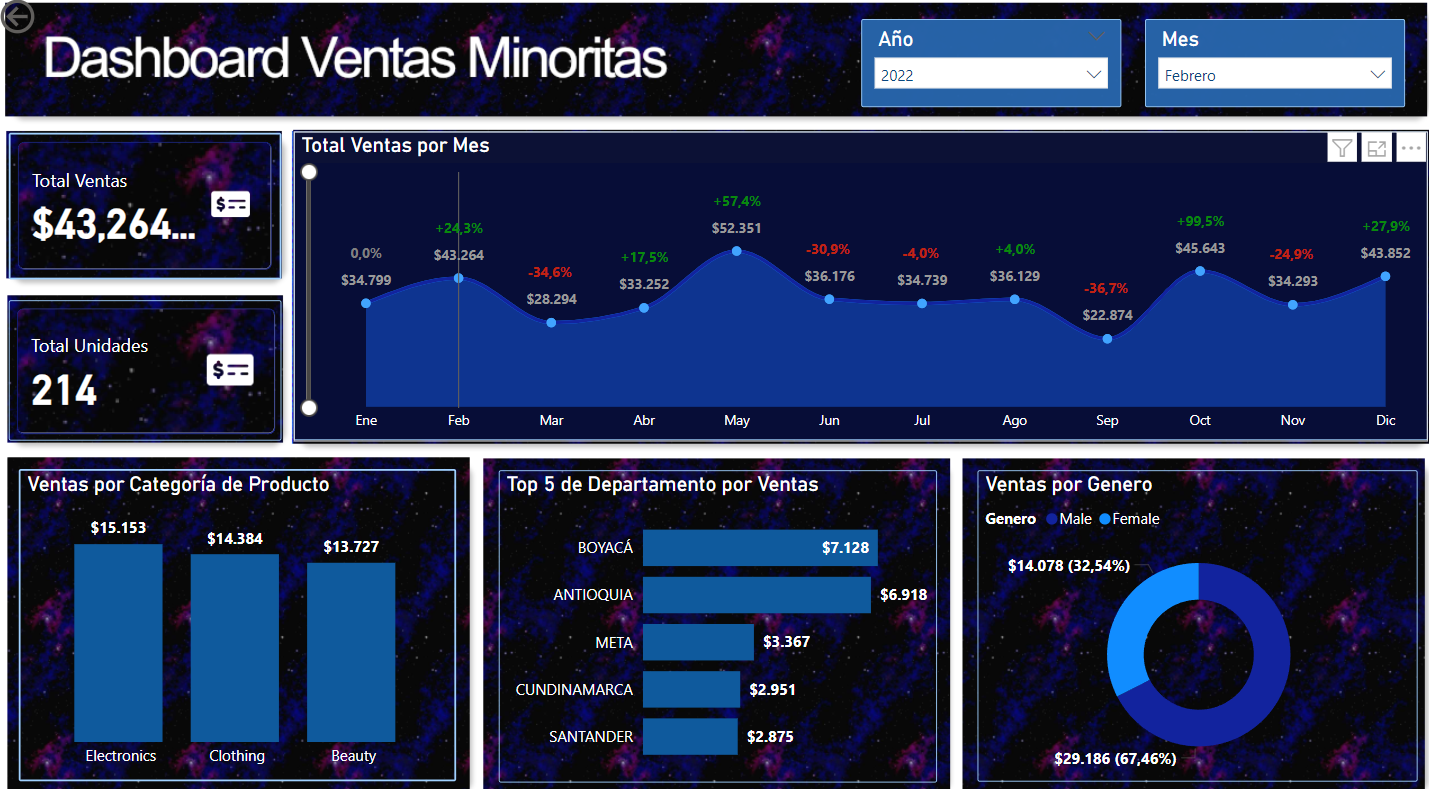 Dashboard Ventas Minoritas
Año
2022
Mes
Febrero
Total Ventas
$43,264...
Total Unidades
214
Total Ventas por Mes
0,0%
$34.799
+24,3%
$43.264
-34,6%
$28.294
+17,5%
$33.252
+57,4%
$52.351
-30,9%
$36.176
-4,0%
$34.739
+4,0%
$36.129
-36,7%
$22.874
+99,5%
$45.643
-24,9%
$34.293
+27,9%
$43.852
Ene Feb Mar Abr May Jun Jul Ago Sep Oct Nov Dic
Ventas por Categoría de Producto
$15.153
$14.384
$13.727
Electronics Clothing Beauty
Top 5 de Departamento por Ventas
BOYACÁ $7.128
ANTIOQUIA $6.918
META $3.367
CUNDINAMARCA $2.951
SANTANDER $2.875
Ventas por Genero
Genero Male Female
$14.078 (32,54%)
$29.186 (67,46%)